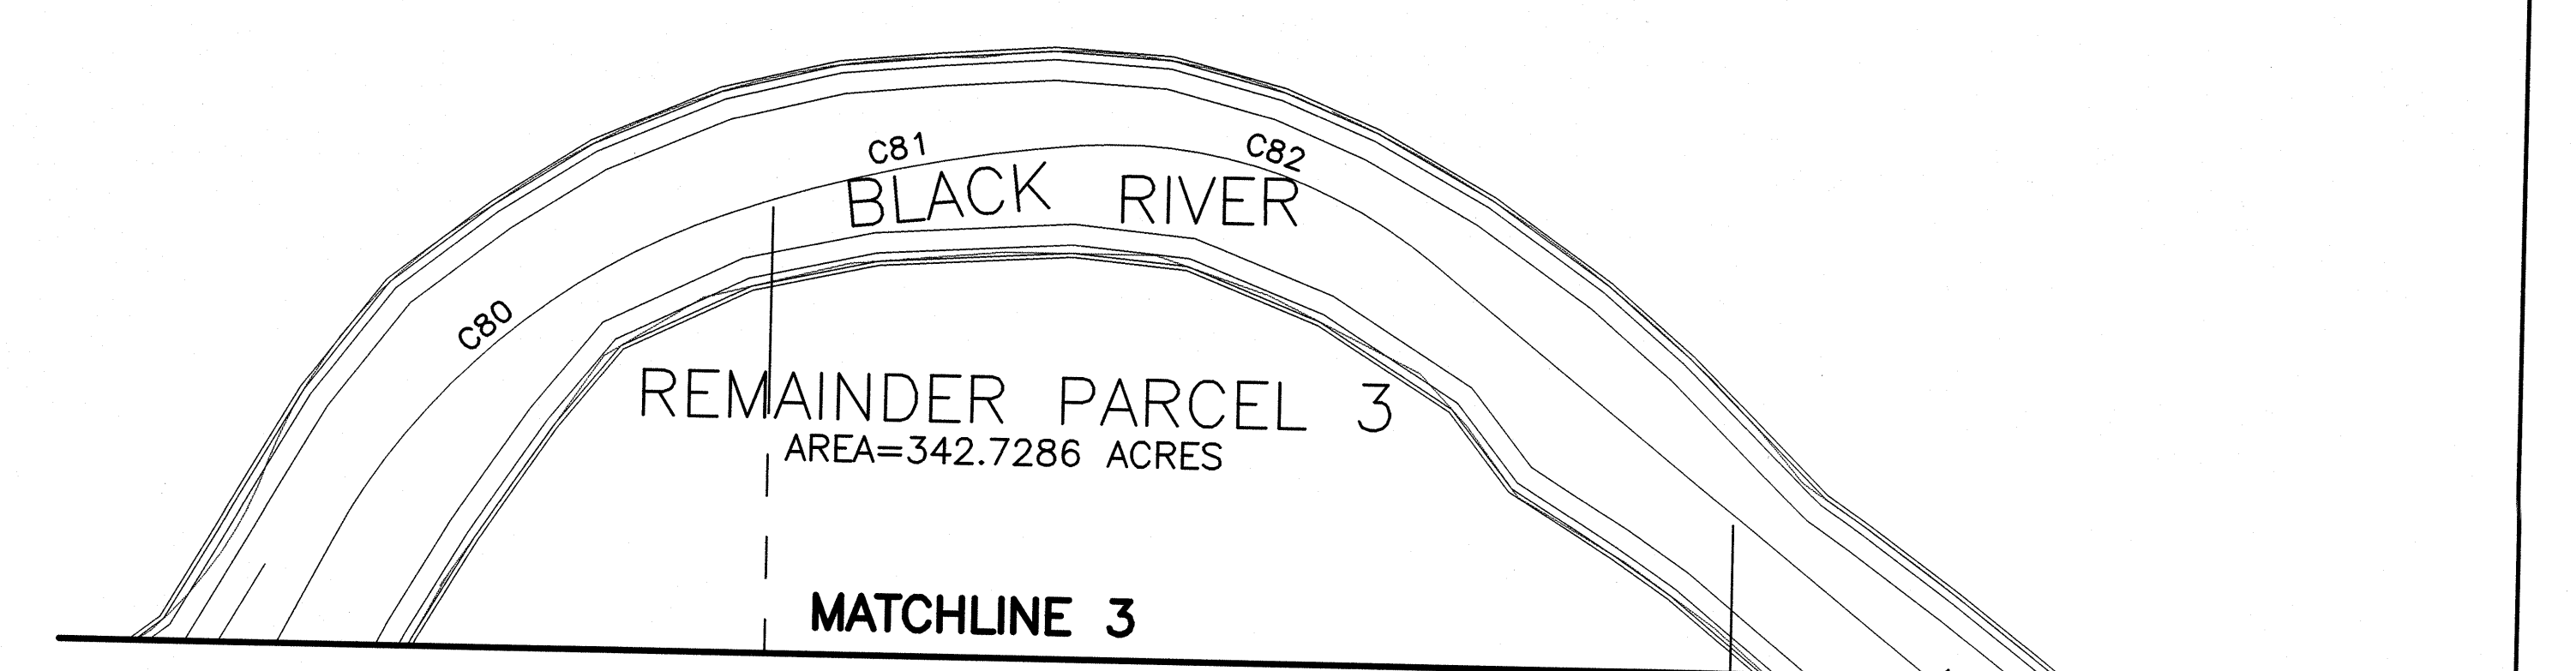 C81
C82
BLACK RIVER
C80
REMAINDER PARCEL 3
AREA=342.7286 ACRES
MATCHLINE 3